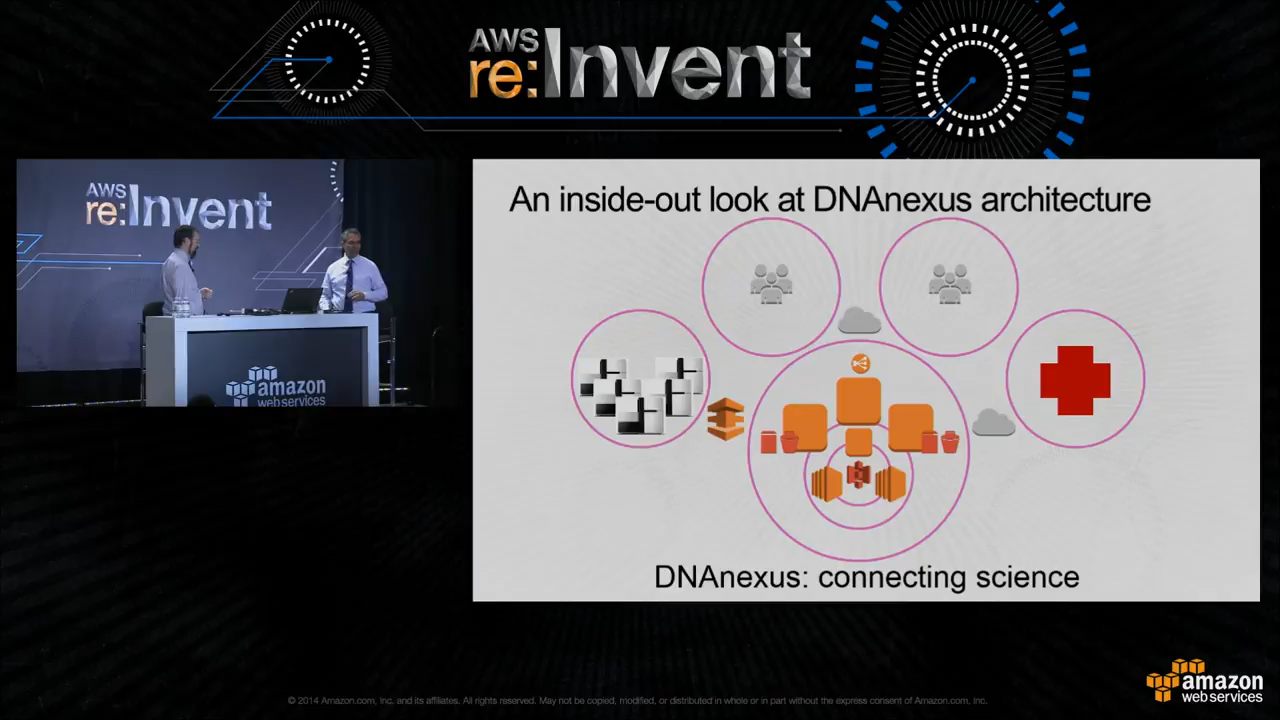 AWS
re:Invent
AWS
re:Invent
amazon
web services
An inside-out look at DNAnexus architecture
DNAnexus: connecting science
© 2014 Amazon.com, Inc. and its affiliates. All rights reserved. May not be copied, modified, or distributed in whole or in part without the express consent of Amazon.com, Inc.
amazon
web services